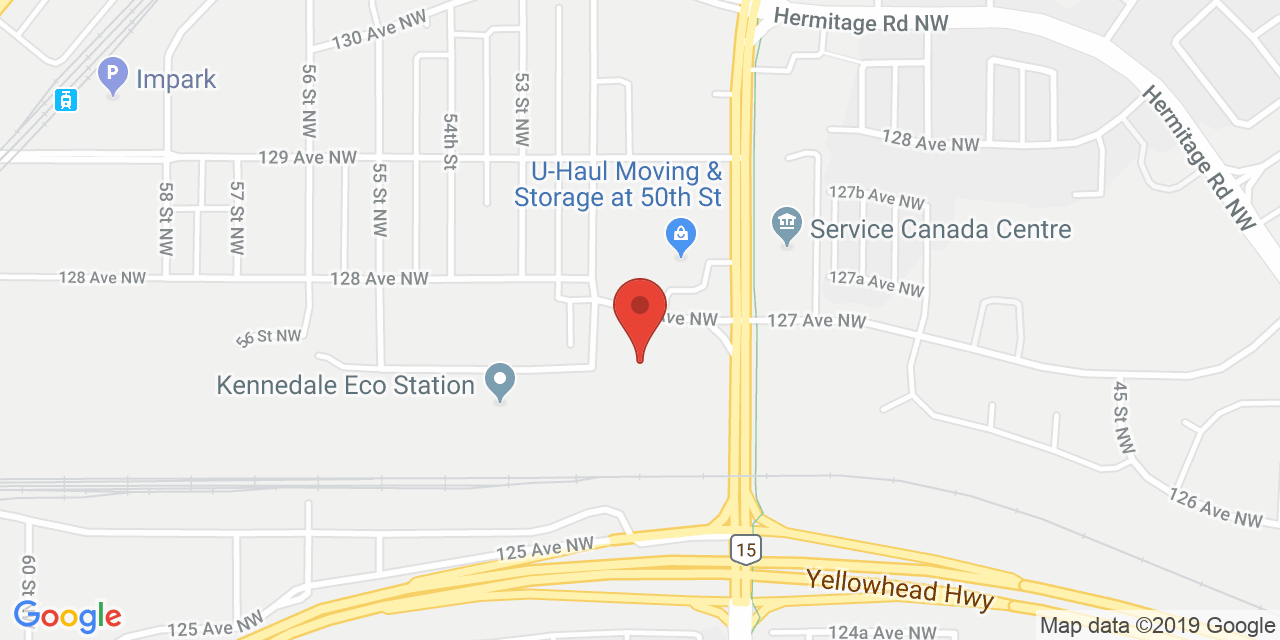 Hermitage Rd NW
130 Ave NW
Impark
P
56 St NW
53 St NW
54th St
Hermitage Rd NW
128 Ave NW
129 Ave NW
U-Haul Moving &
Storage at 50th St
55 St NW
58 St NW
57 St NW
127b Ave NW
Service Canada Centre
128 Ave NW
128 Ave NW
127a Ave NW
Ave NW
127 Ave NW
56 St NW
Kennedale Eco Station
45 St NW
126 Ave NW
125 Ave NW
15
60 St
Yellowhead Hwy
Google
125 Ave NW
124a Ave NW
Map data ©2019 Google